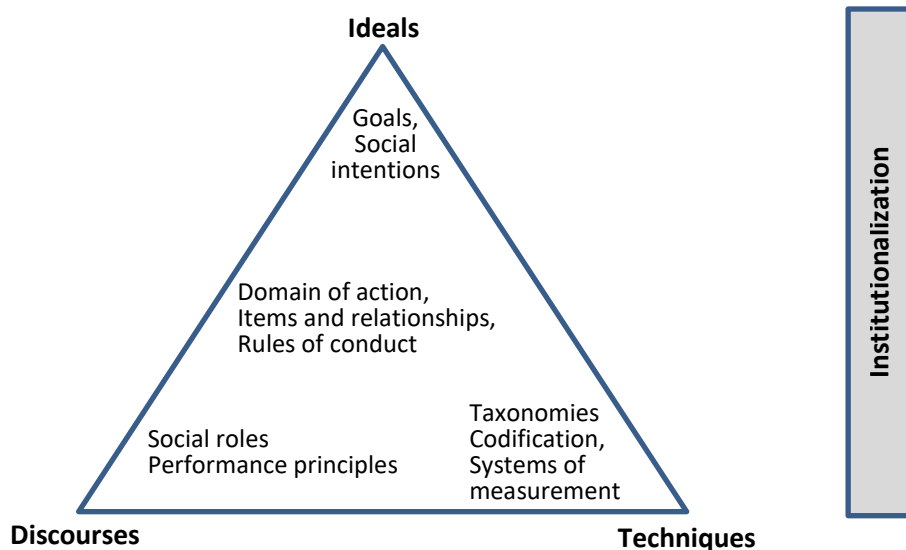 Ideals
Goals,
Social
intentions
Domain of action,
Items and relationships,
Rules of conduct
Social roles
Performance principles
Taxonomies
Codification,
Systems of
measurement
Discourses
Techniques
Institutionalization